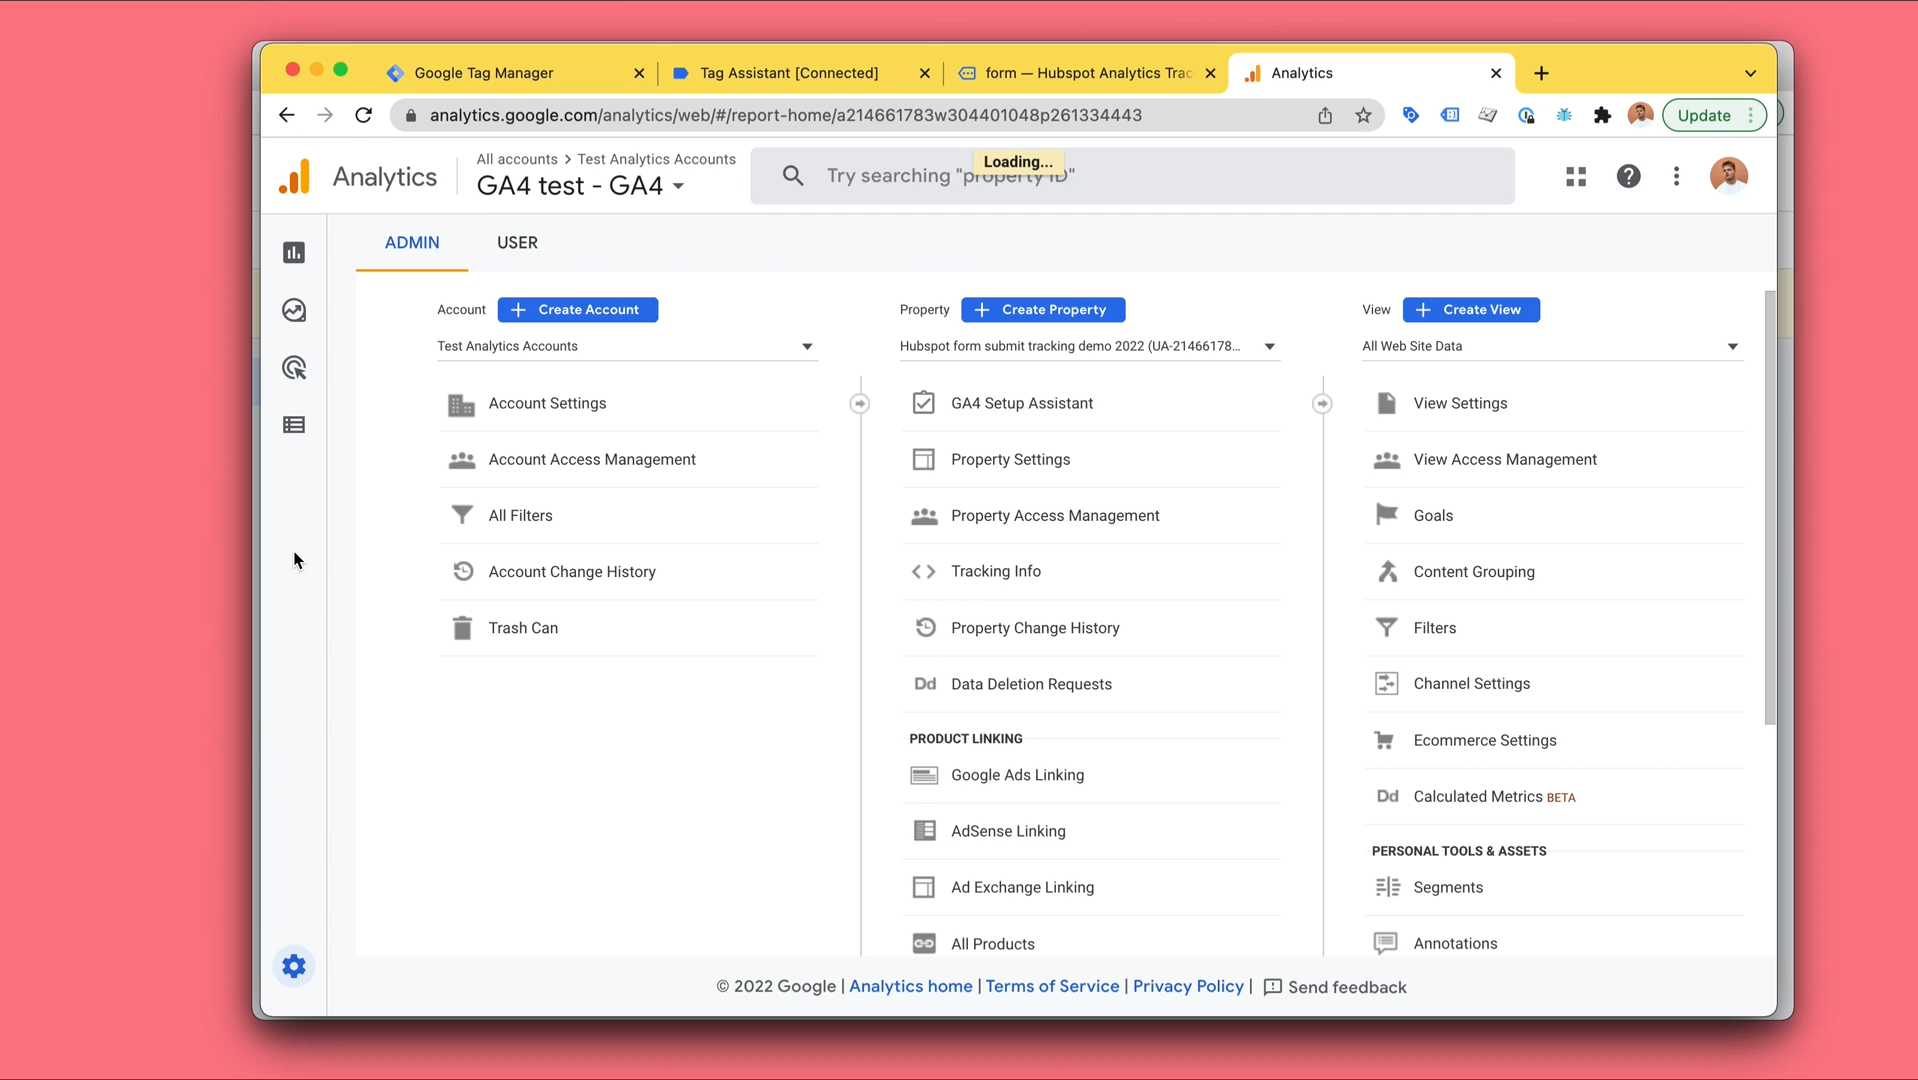 Google Tag Manager
Tag Assistant [Connected]
form — Hubspot Analytics Trac
Analytics
analytics.google.com/analytics/web/#/report-home/a214661783w304401048p261334443
Update
Analytics
All accounts > Test Analytics Accounts
GA4 test - GA4
Try searching "property ID"
Loading...
ADMIN
USER
Account
Create Account
Property
Create Property
View
Create View
Test Analytics Accounts
Hubspot form submit tracking demo 2022 (UA-21466178...
All Web Site Data
Account Settings
Account Access Management
All Filters
Account Change History
Trash Can
GA4 Setup Assistant
Property Settings
Property Access Management
Tracking Info
Property Change History
Dd Data Deletion Requests
PRODUCT LINKING
Google Ads Linking
AdSense Linking
Ad Exchange Linking
All Products
View Settings
View Access Management
Goals
Content Grouping
Filters
Channel Settings
Ecommerce Settings
Dd Calculated Metrics BETA
PERSONAL TOOLS & ASSETS
Segments
Annotations
© 2022 Google | Analytics home | Terms of Service | Privacy Policy | Send feedback